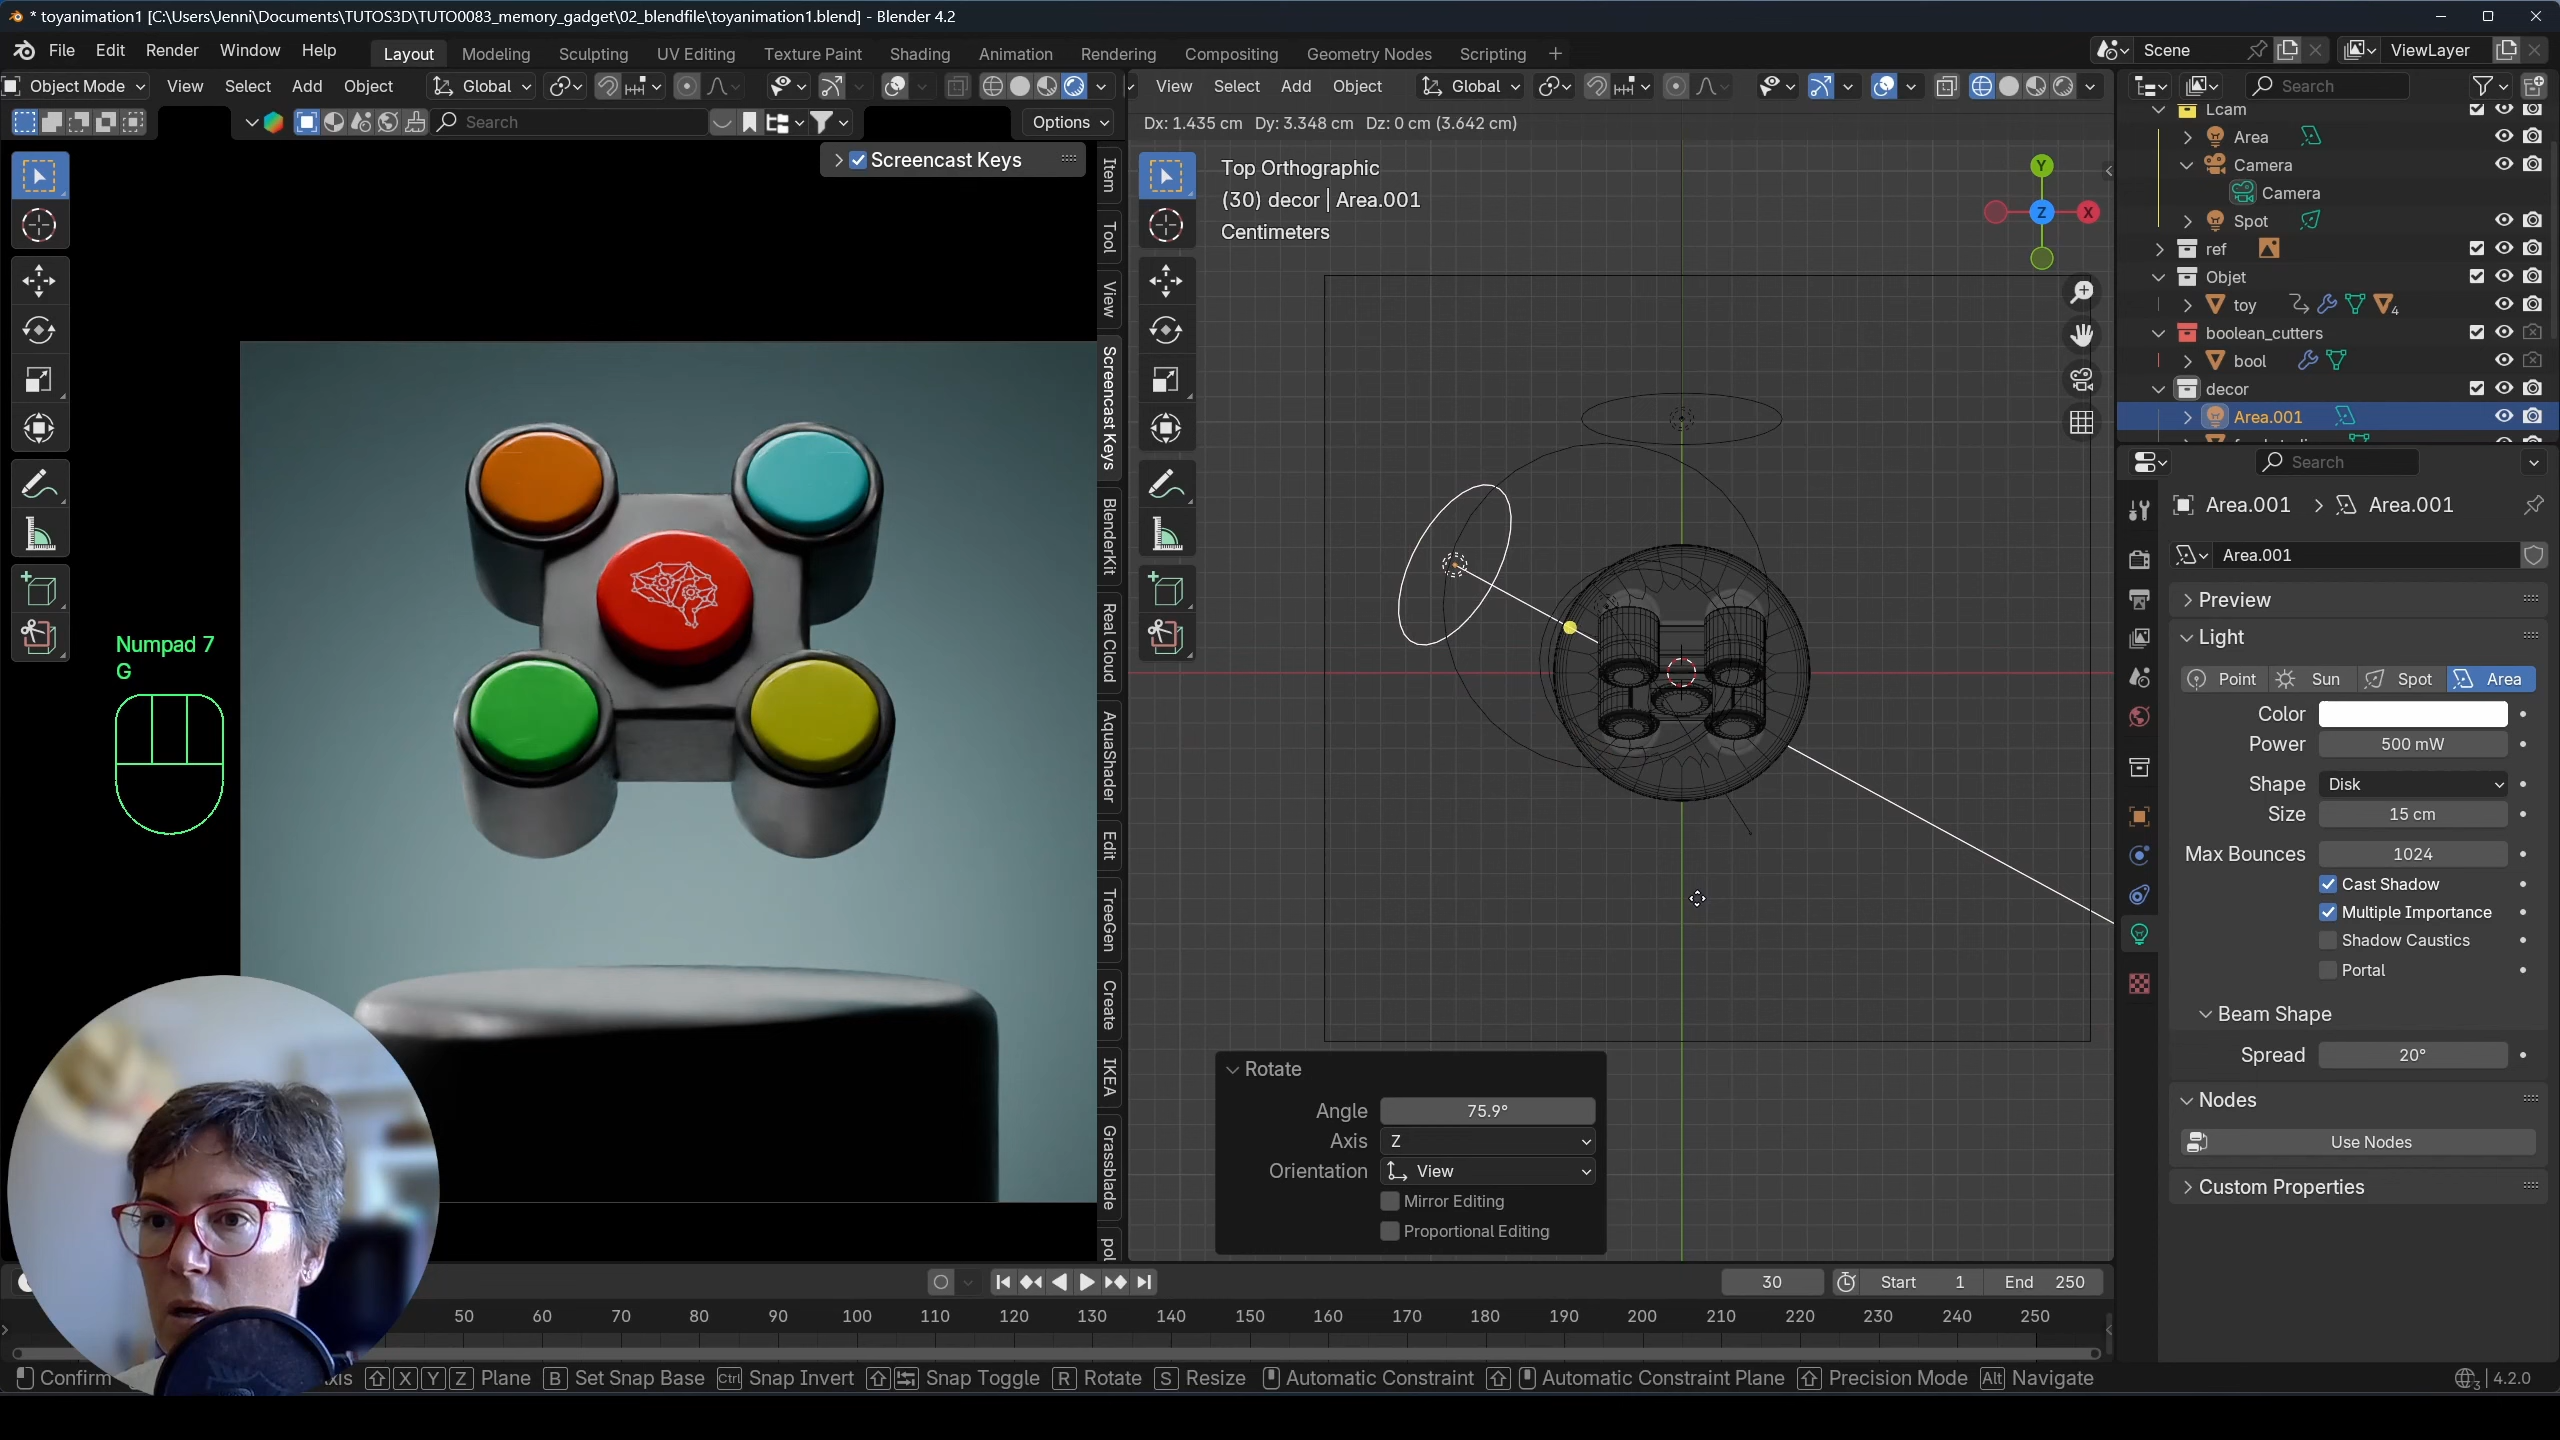 * toyanimation1 [C:\Users\Jenni\Documents\TUTOS3D\TUTO0083_memory_gadget\02_blendfile\toyanimation1.blend] - Blender 4.2
File Edit Render Window Help Layout Modeling Sculpting UV Editing Texture Paint Shading Animation Rendering Compositing Geometry Nodes Scripting + Scene ViewLayer
Object Mode View Select Add Object Global View Select Add Object Global Search
Search Options Dx: 1.435 cm Dy: 3.348 cm Dz: 0 cm (3.642 cm)
Screencast Keys
Item
Tool
View
Screencast Keys
BlenderKit
Real Cloud
AquaShader
Edit
TreeGen
Create
IKEA
Grassblade
pol
Top Orthographic
(30) decor | Area.001
Centimeters
Y
Z
X
Numpad 7
G
Rotate
Angle 75.9°
Axis Z
Orientation View
Mirror Editing
Proportional Editing
Lcam
Area
Camera
Camera
Spot
ref
Objet
toy 4
boolean_cutters
bool
decor
Area.001
Search
Area.001 > Area.001
Area.001
Preview
Light
Point Sun Spot Area
Color
Power 500 mW
Shape Disk
Size 15 cm
Max Bounces 1024
Cast Shadow
Multiple Importance
Shadow Caustics
Portal
Beam Shape
Spread 20°
Nodes
Use Nodes
Custom Properties
30 Start 1 End 250
50 60 70 80 90 100 110 120 130 140 150 160 170 180 190 200 210 220 230 240 250
Confirm X Y Z Plane B Set Snap Base Ctrl Snap Invert Snap Toggle R Rotate S Resize Automatic Constraint Automatic Constraint Plane Precision Mode Alt Navigate 3 4.2.0